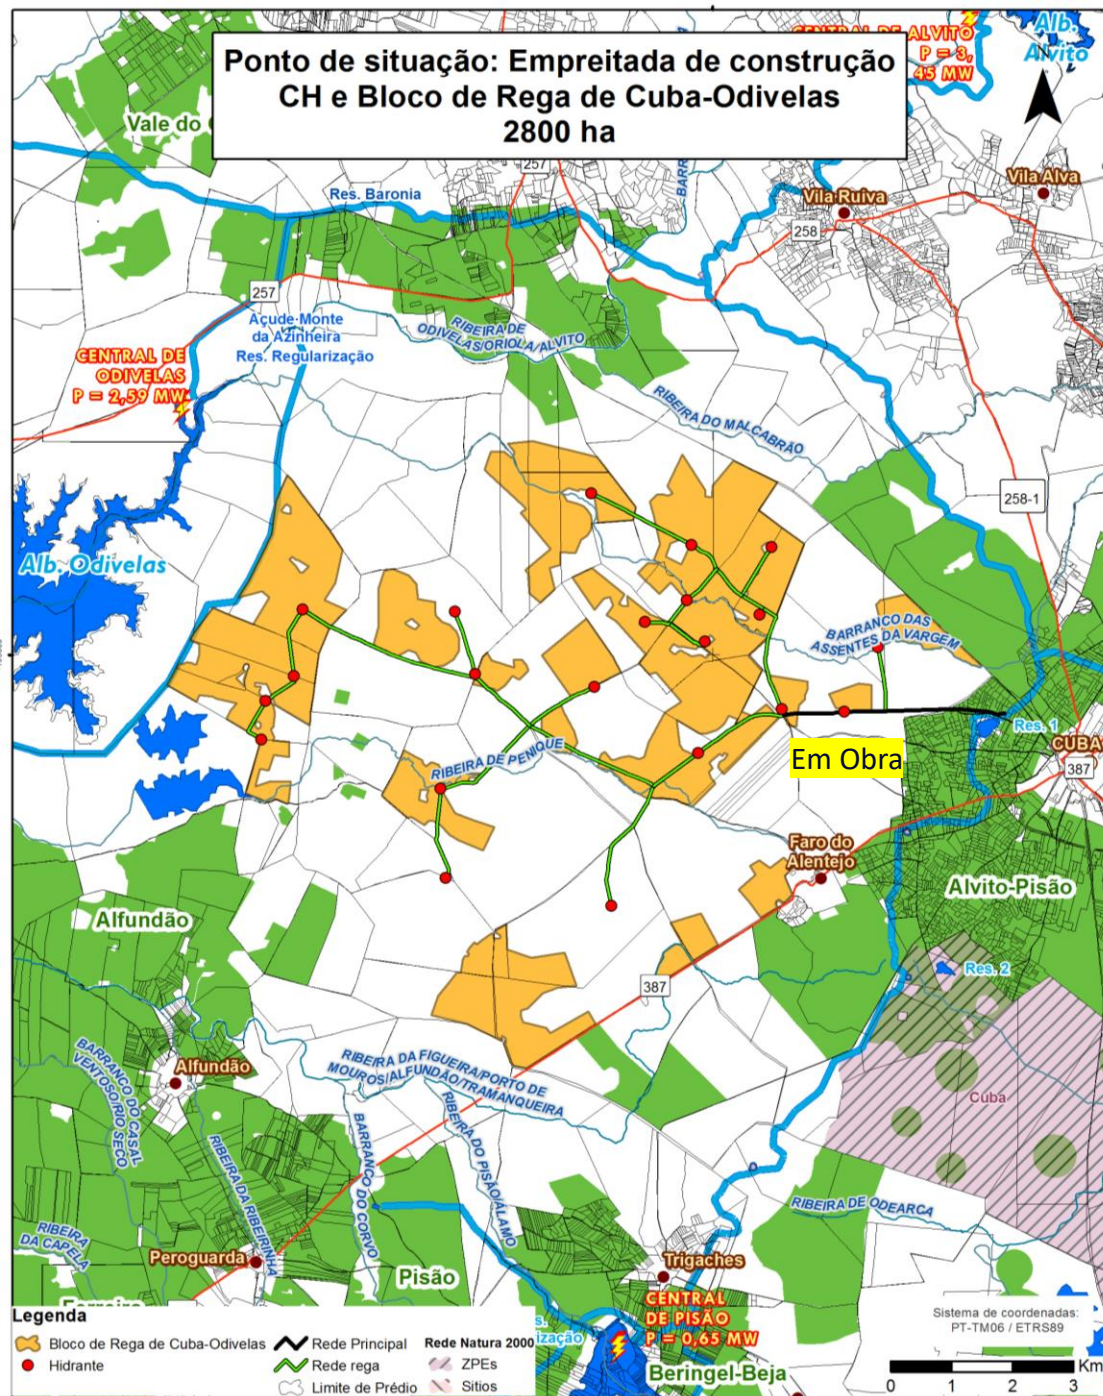 Ponto de situação: Empreitada de construção
CH e Bloco de Rega de Cuba-Odivelas
2800 ha
CENTRAL DE ALVITO
P = 3,
45 MW
Alb.
Alvito
N
Vale do
257
Res. Baronia
Vila Ruiva
Vila Alva
258
257
Açude Monte
da Azinheira
Res. Regularização
RIBEIRA DE
ODIVELAS/ORIOLA/ALVITO
CENTRAL DE
ODIVELAS
P = 2,59 MW
RIBEIRA DO MALCABRÃO
258-1
Alb. Odivelas
BARRANCO DAS
ASSENTES DA VARGEM
Res. 1
CUBA
387
Em Obra
RIBEIRA DE PENIQUE
Faro do
Alentejo
Alvito-Pisão
Alfundão
Res. 2
387
Alfundão
RIBEIRA DA FIGUEIRA/PORTO DE
MOUROS/ALFUNDÃO/TRAMANQUEIRA
Cuba
BARRANCO DO CASAL
VENTOSO/RIO SECO
RIBEIRA DA RIBEIRINHA
BARRANCO DO CORVO
RIBEIRA DO PISÃO/ÁLAMO
RIBEIRA DE ODEARCA
RIBEIRA
DA CAPELA
Peroguarda
Pisão
Trigaches
CENTRAL
DE PISÃO
P = 0,65 MW
Beringel-Beja
Sistema de coordenadas:
PT-TM06 / ETRS89
Legenda
Bloco de Rega de Cuba-Odivelas
Hidrante
Rede Principal
Rede rega
Limite de Prédio
Rede Natura 2000
ZPEs
Sitios
Km
0 1 2 3